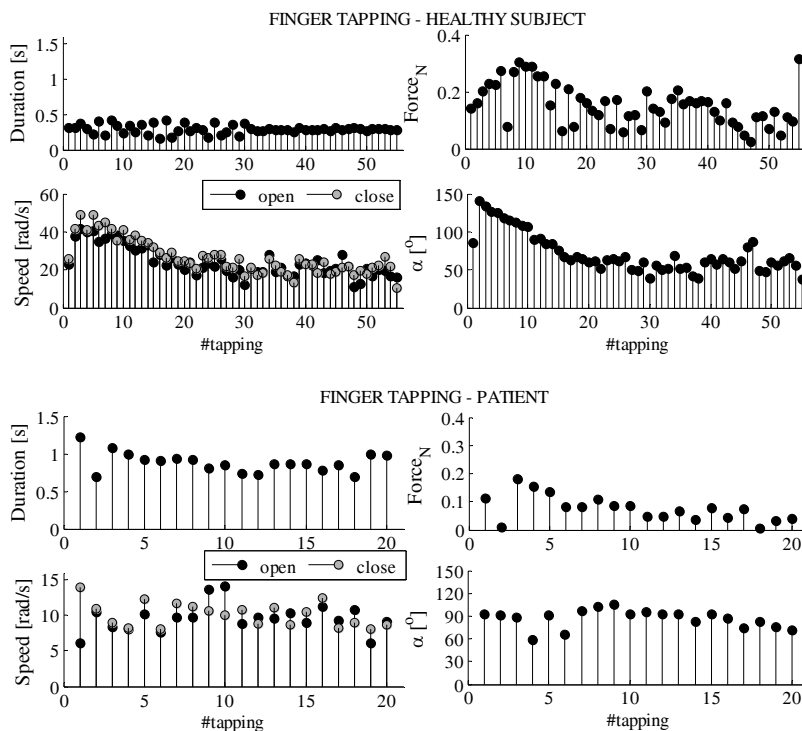 FINGER TAPPING - HEALTHY SUBJECT
Duration [s]
1.5
1
0.5
0
0 10 20 30 40 50
Force_N
0.4
0.2
0
0 10 20 30 40 50
Speed [rad/s]
60
40
20
0
open close
0 10 20 30 40 50
#tapping
α [°]
150
100
50
0
0 10 20 30 40 50
#tapping
FINGER TAPPING - PATIENT
Duration [s]
1.5
1
0.5
0
0 5 10 15 20
Force_N
0.4
0.3
0.2
0.1
0
0 5 10 15 20
Speed [rad/s]
15
10
5
0
open close
0 5 10 15 20
#tapping
α [°]
150
120
90
60
30
0
0 5 10 15 20
#tapping